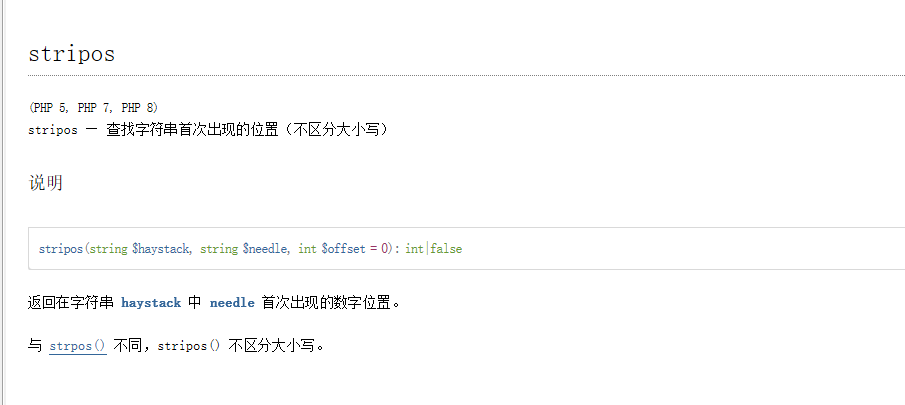 stripos
(PHP 5, PHP 7, PHP 8)
stripos — 查找字符串首次出现的位置（不区分大小写）
说明
stripos(string $haystack, string $needle, int $offset = 0): int|false
返回在字符串 haystack 中 needle 首次出现的数字位置。
与 strpos() 不同，stripos() 不区分大小写。